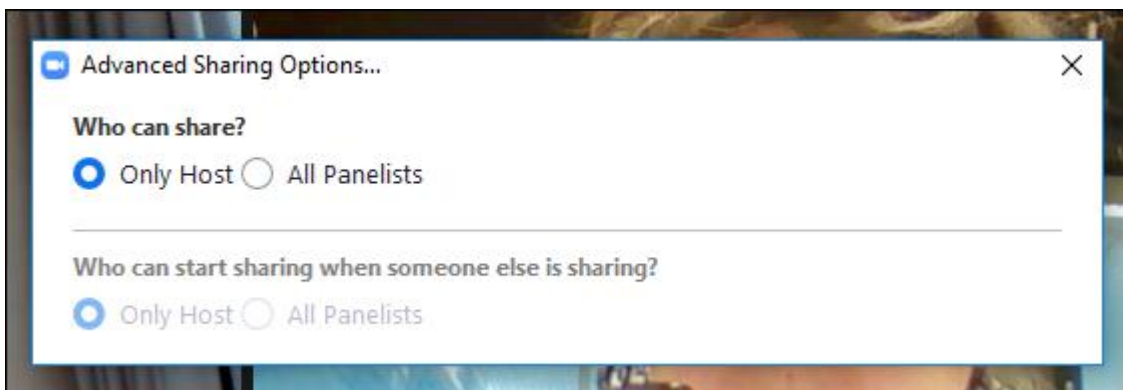 Advanced Sharing Options...
Who can share?
Only Host All Panelists
Who can start sharing when someone else is sharing?
Only Host All Panelists